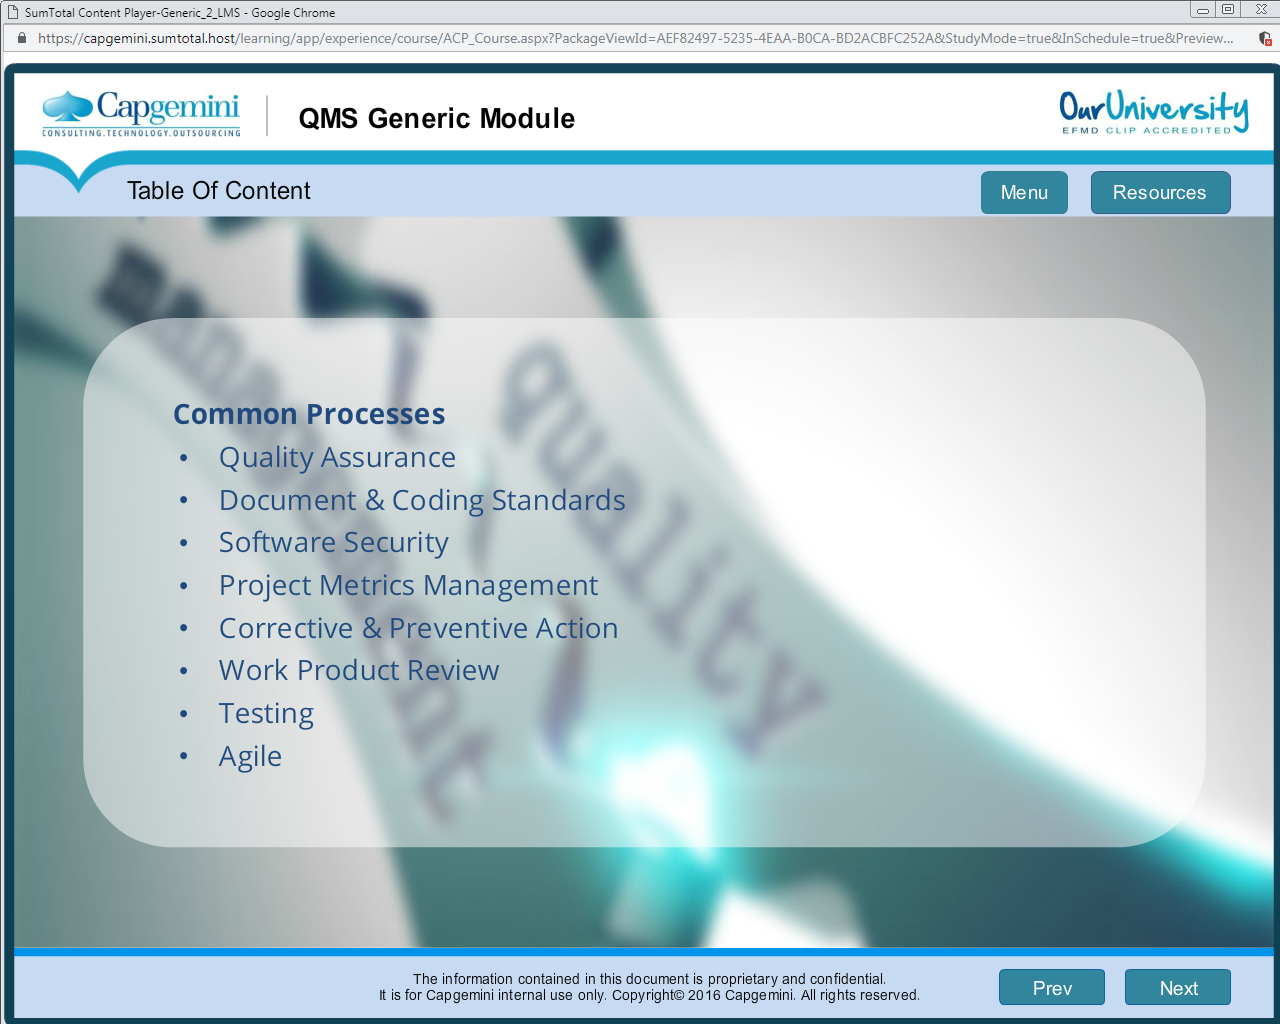 SumTotal Content Player-Generic_2_LMS - Google Chrome
https://capgemini.sumtotal.host/learning/app/experience/course/ACP_Course.aspx?PackageViewId=AEF82497-5235-4EAA-B0CA-BD2ACBFC252A&StudyMode=true&InSchedule=true&Preview...
Capgemini
CONSULTING.TECHNOLOGY.OUTSOURCING
QMS Generic Module
OurUniversity
EFMD CLIP ACCREDITED
Table Of Content
Menu
Resources
management
quality
Common Processes
• Quality Assurance
• Document & Coding Standards
• Software Security
• Project Metrics Management
• Corrective & Preventive Action
• Work Product Review
• Testing
• Agile
The information contained in this document is proprietary and confidential.
It is for Capgemini internal use only. Copyright© 2016 Capgemini. All rights reserved.
Prev
Next